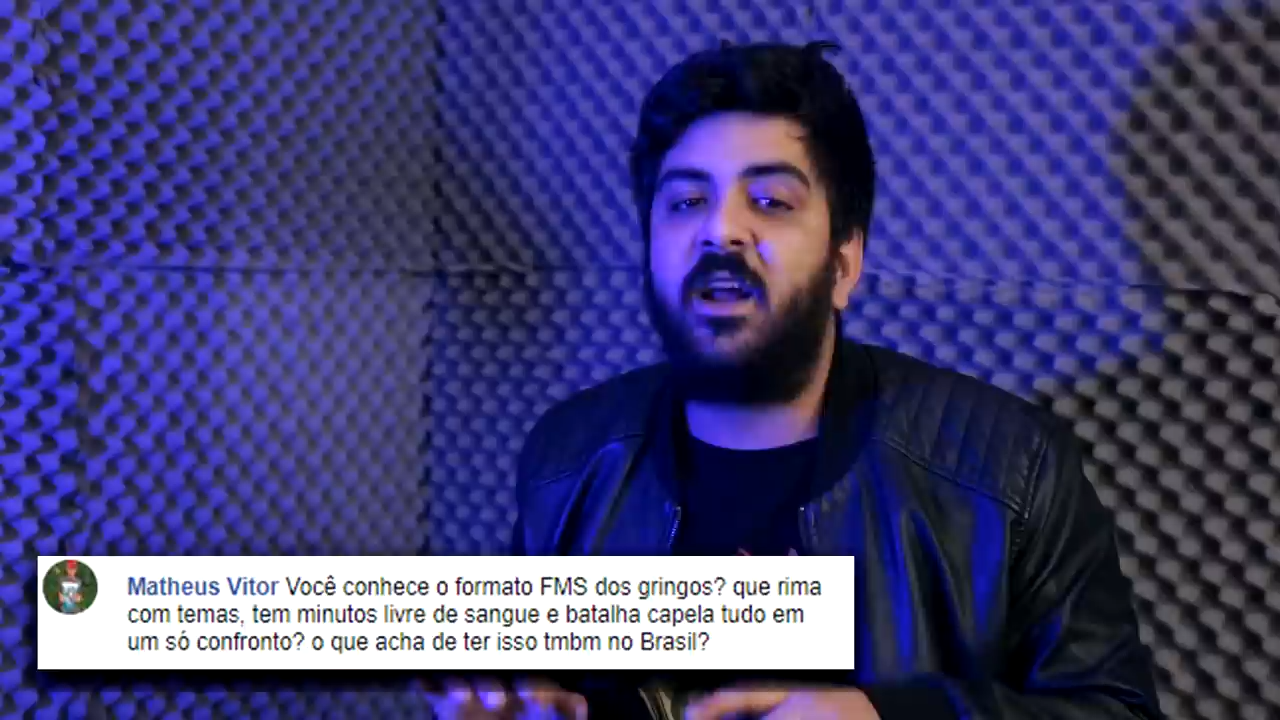 Matheus Vitor Você conhece o formato FMS dos gringos? que rima
com temas, tem minutos livre de sangue e batalha capela tudo em
um só confronto? o que acha de ter isso tmbm no Brasil?